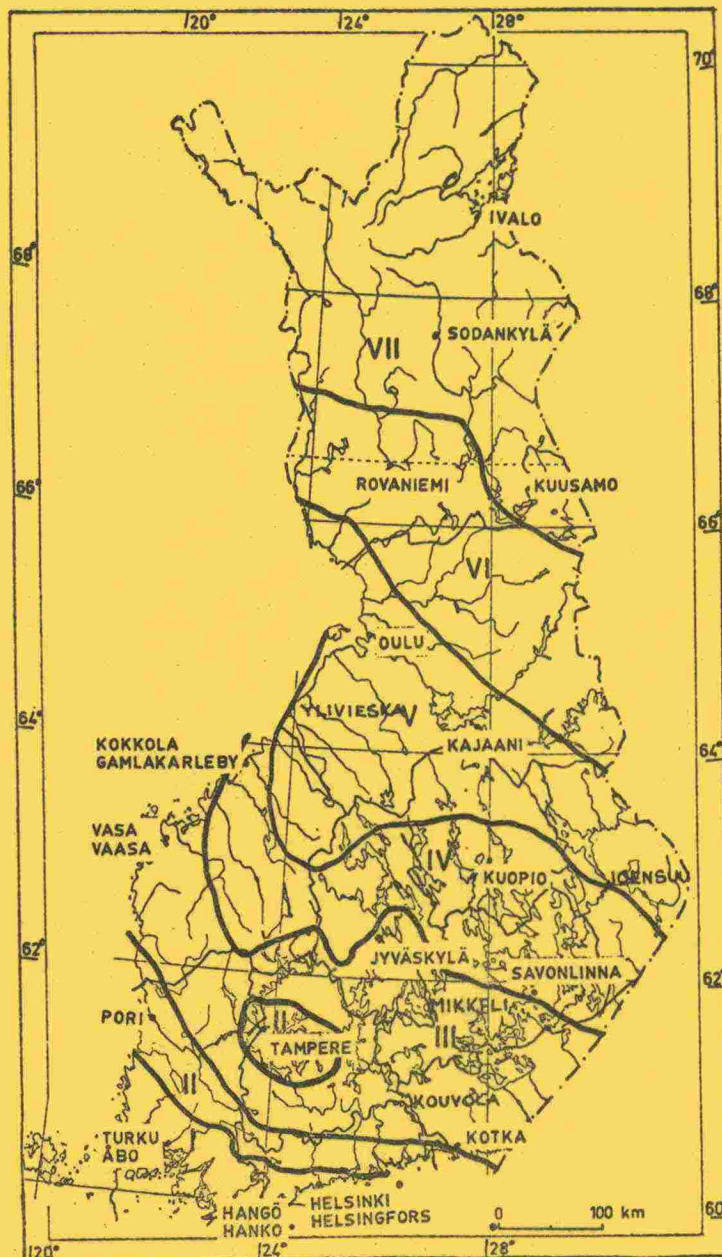 20° 24° 28°
70°
IVALO
68° 68°
SODANKYLÄ
VII
ROVANIEMI KUUSAMO
66° 66°
VI
OULU
YLIVIESKA V
64° KAJAANI 64°
KOKKOLA
GAMLAKARLEBY
VASA
VAASA
IV
KUOPIO JOENSUU
62° JYVÄSKYLÄ SAVONLINNA 62°
MIKKELI
PORI II III
TAMPERE
II
KOUVOLA
TURKU
ÅBO
KOTKA
HANGÖ
HANKO
HELSINKI
HELSINGFORS
0 100 km
60° 60°
20° 24° 28°